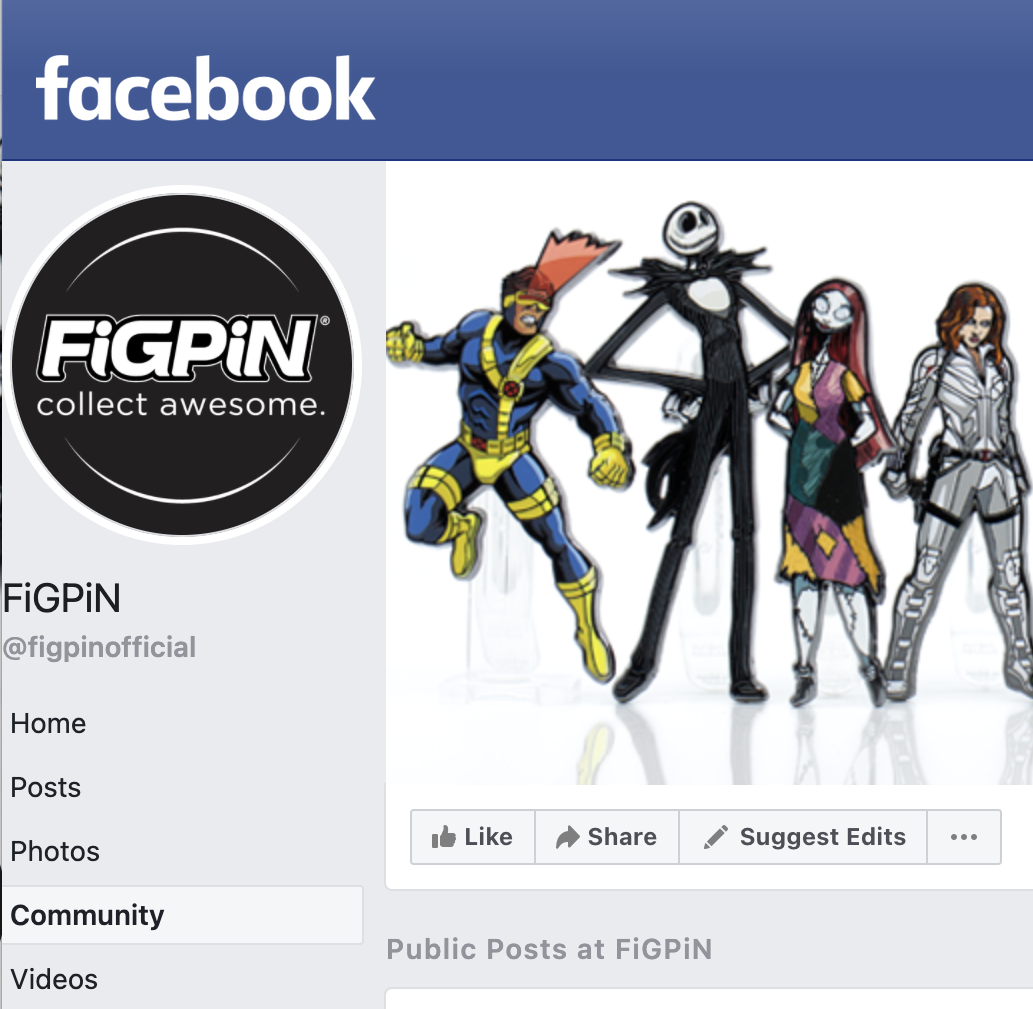 facebook
FiGPiN®
collect awesome.
FiGPiN
@figpinofficial
Home
Posts
Photos
Community
Videos
Like
Share
Suggest Edits
Public Posts at FiGPiN